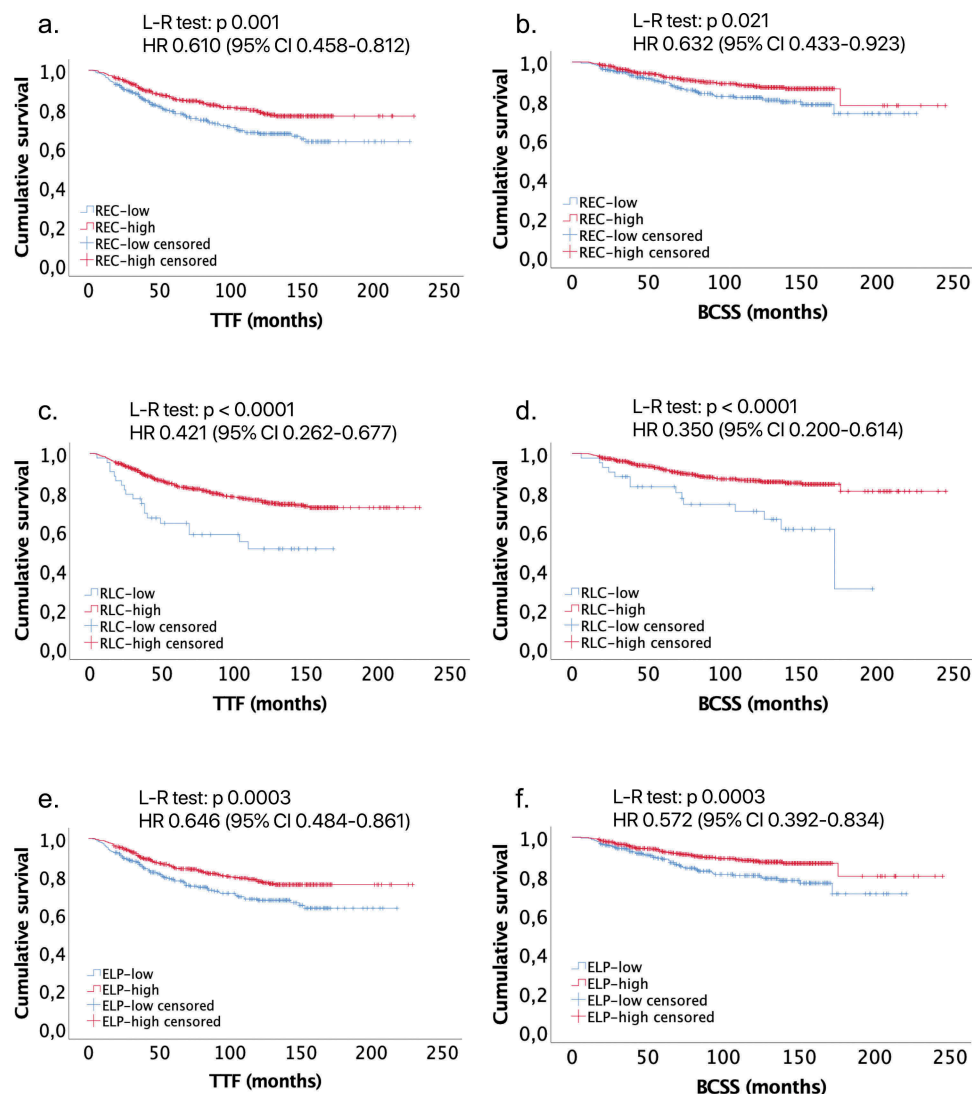 a.
L-R test: p 0.001
HR 0.610 (95% CI 0.458-0.812)
Cumulative survival
1,0
0,8
0,6
0,4
0,2
0,0
REC-low
REC-high
REC-low censored
REC-high censored
0 50 100 150 200 250
TTF (months)
b.
L-R test: p 0.021
HR 0.632 (95% CI 0.433-0.923)
Cumulative survival
1,0
0,8
0,6
0,4
0,2
0,0
REC-low
REC-high
REC-low censored
REC-high censored
0 50 100 150 200 250
BCSS (months)
c.
L-R test: p < 0.0001
HR 0.421 (95% CI 0.262-0.677)
Cumulative survival
1,0
0,8
0,6
0,4
0,2
0,0
RLC-low
RLC-high
RLC-low censored
RLC-high censored
0 50 100 150 200 250
TTF (months)
d.
L-R test: p < 0.0001
HR 0.350 (95% CI 0.200-0.614)
Cumulative survival
1,0
0,8
0,6
0,4
0,2
0,0
RLC-low
RLC-high
RLC-low censored
RLC-high censored
0 50 100 150 200 250
BCSS (months)
e.
L-R test: p 0.0003
HR 0.646 (95% CI 0.484-0.861)
Cumulative survival
1,0
0,8
0,6
0,4
0,2
0,0
ELP-low
ELP-high
ELP-low censored
ELP-high censored
0 50 100 150 200 250
TTF (months)
f.
L-R test: p 0.0003
HR 0.572 (95% CI 0.392-0.834)
Cumulative survival
1,0
0,8
0,6
0,4
0,2
0,0
ELP-low
ELP-high
ELP-low censored
ELP-high censored
0 50 100 150 200 250
BCSS (months)